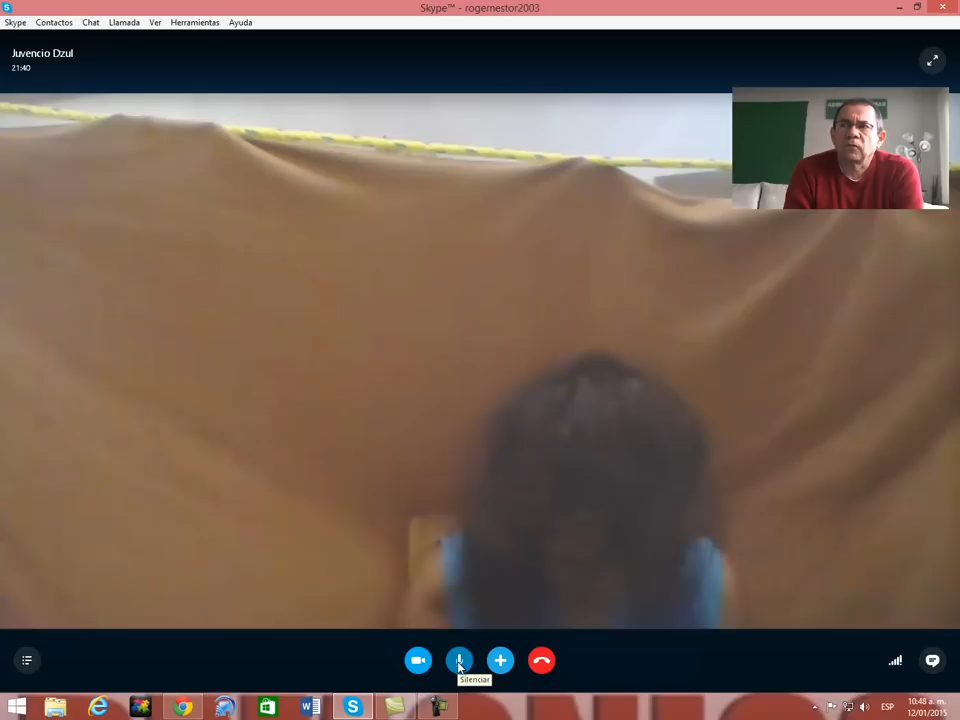 Skype™ - rogernestor2003
Skype Contactos Chat Llamada Ver Herramientas Ayuda
Juvencio Dzul
21:40
Silenciar
ESP
10:48 a. m.
12/01/2015